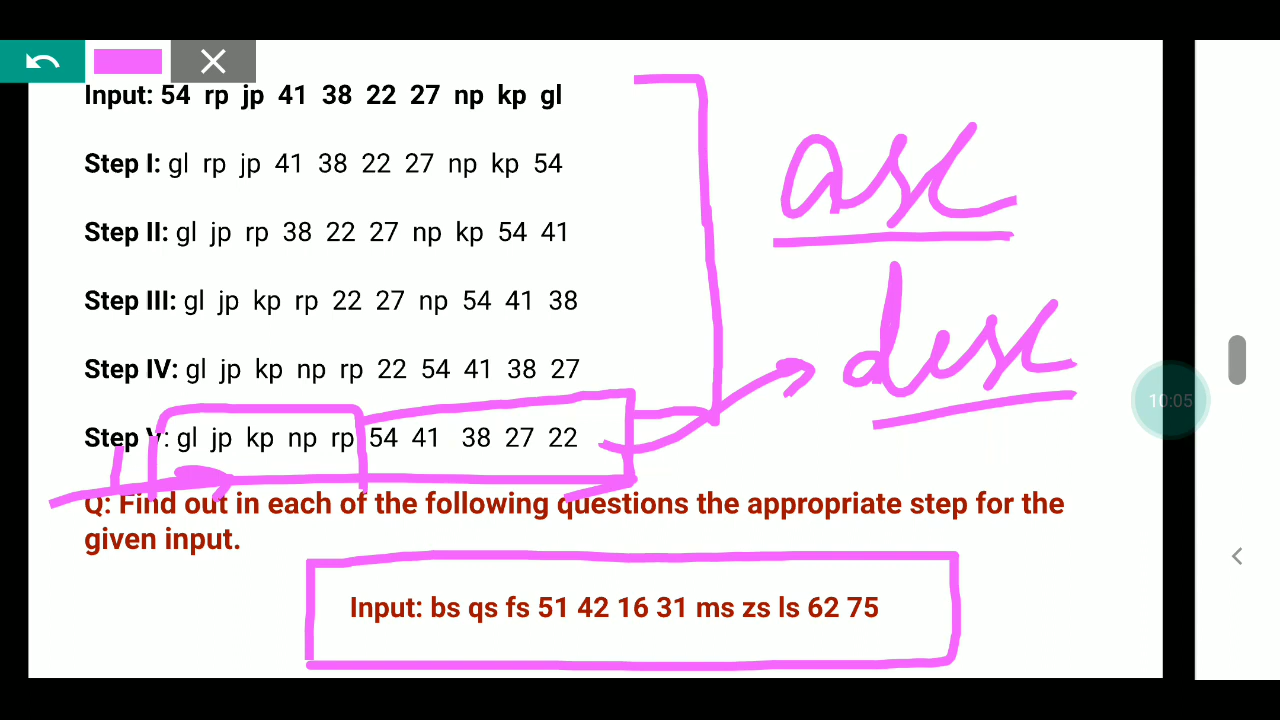 Input: 54 rp jp 41 38 22 27 np kp gl
Step I: gl rp jp 41 38 22 27 np kp 54
asc
Step II: gl jp rp 38 22 27 np kp 54 41
Step III: gl jp kp rp 22 27 np 54 41 38
desc
Step IV: gl jp kp np rp 22 54 41 38 27
10:05
Step V: gl jp kp np rp 54 41 38 27 22
Q: Find out in each of the following questions the appropriate step for the
given input.
Input: bs qs fs 51 42 16 31 ms zs ls 62 75